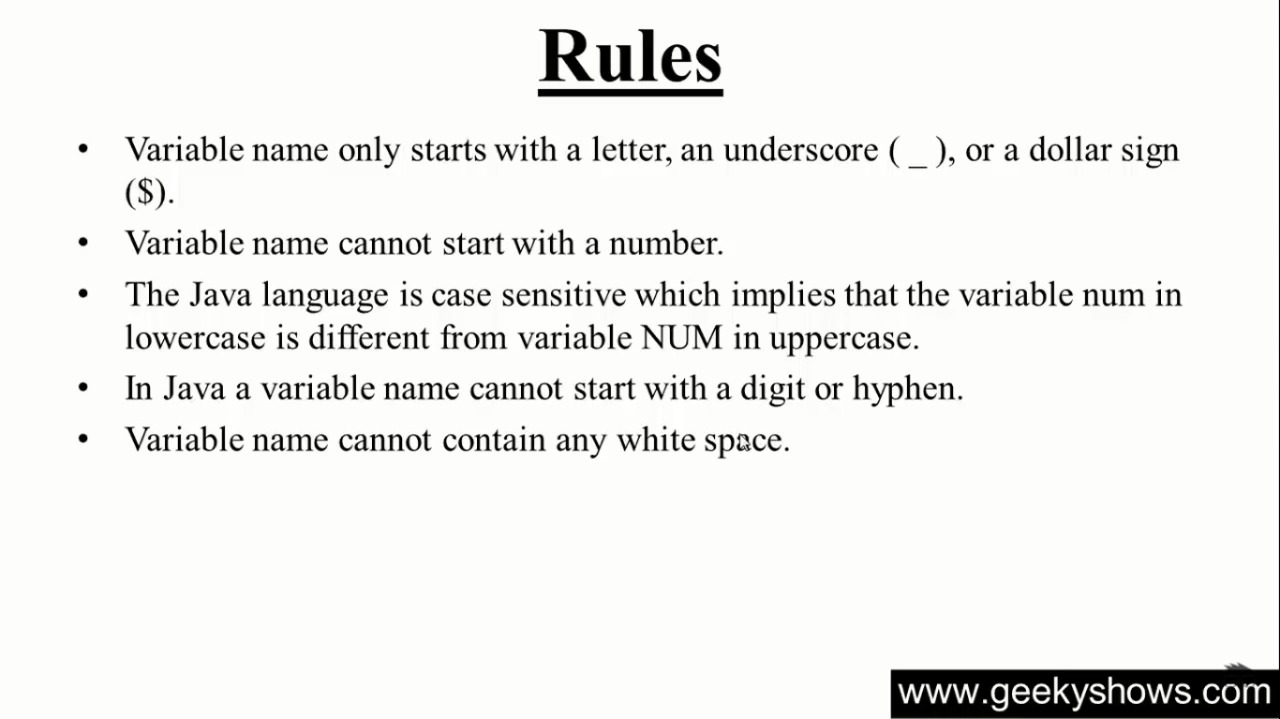 Rules
• Variable name only starts with a letter, an underscore ( _ ), or a dollar sign
($).
• Variable name cannot start with a number.
• The Java language is case sensitive which implies that the variable num in
lowercase is different from variable NUM in uppercase.
• In Java a variable name cannot start with a digit or hyphen.
• Variable name cannot contain any white space.
www.geekyshows.com